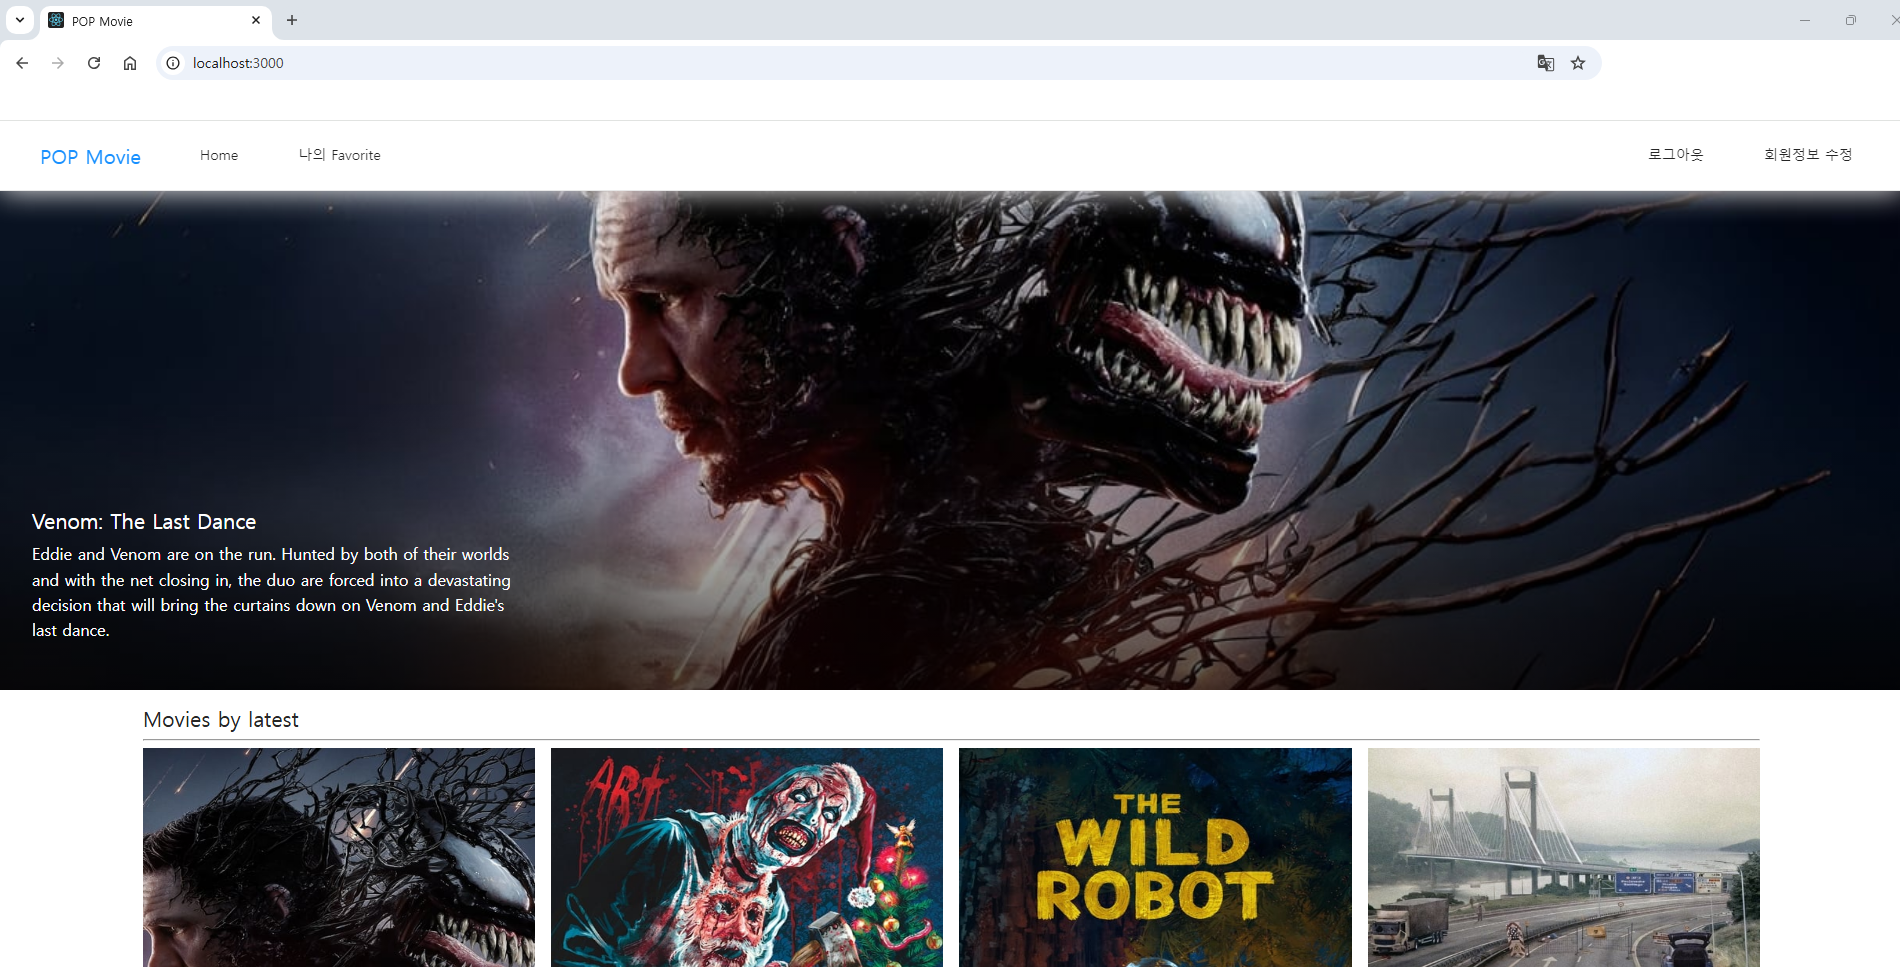 POP Movie
localhost:3000
POP Movie
Home
나의 Favorite
로그아웃
회원정보 수정
Venom: The Last Dance
Eddie and Venom are on the run. Hunted by both of their worlds
and with the net closing in, the duo are forced into a devastating
decision that will bring the curtains down on Venom and Eddie's
last dance.
Movies by latest
ART
THE
WILD
ROBOT